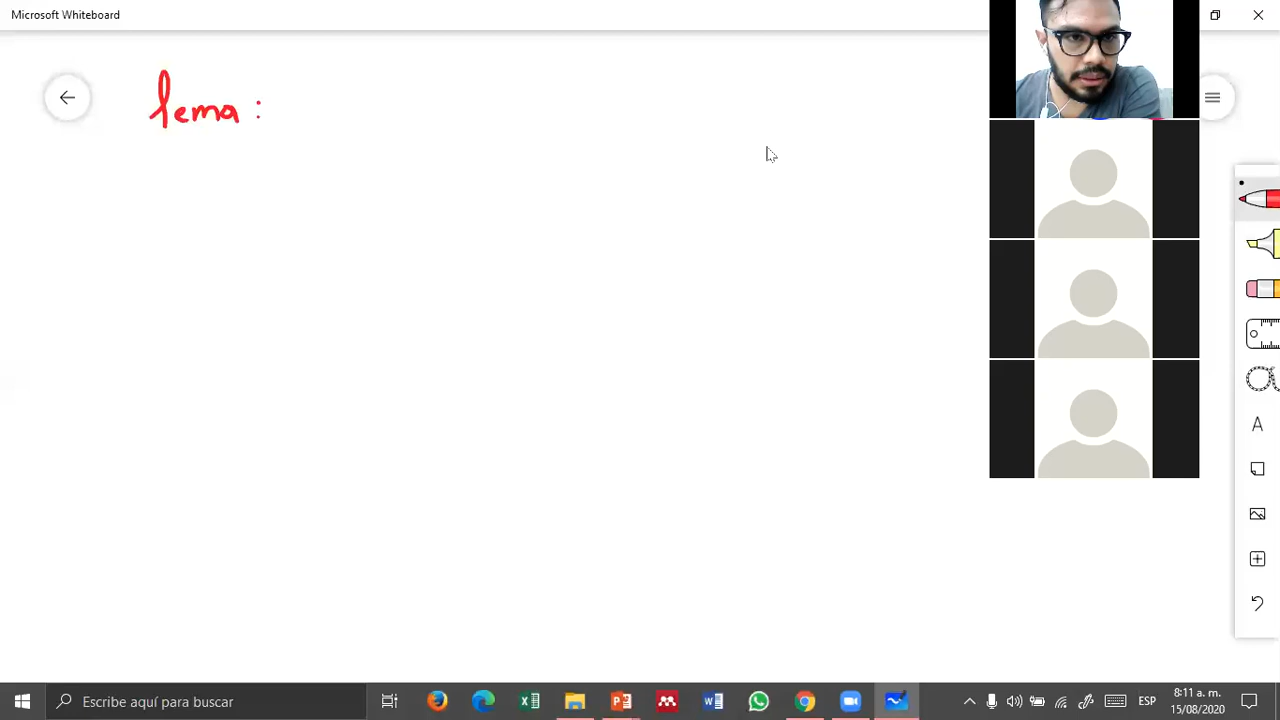 Microsoft Whiteboard
lema :
A
Escribe aquí para buscar
ESP
8:11 a. m.
15/08/2020